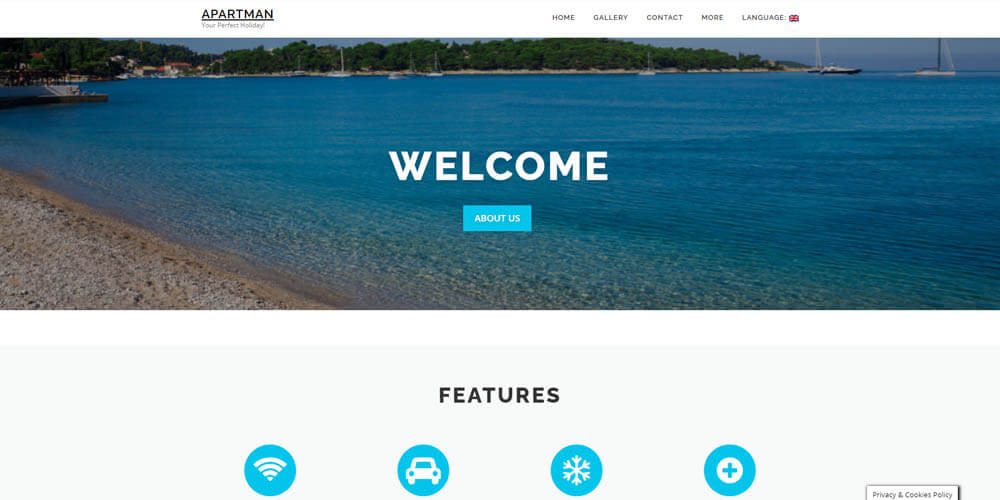 APARTMAN
Your Perfect Holiday!
HOME GALLERY CONTACT MORE LANGUAGE:
WELCOME
ABOUT US
FEATURES
Privacy & Cookies Policy